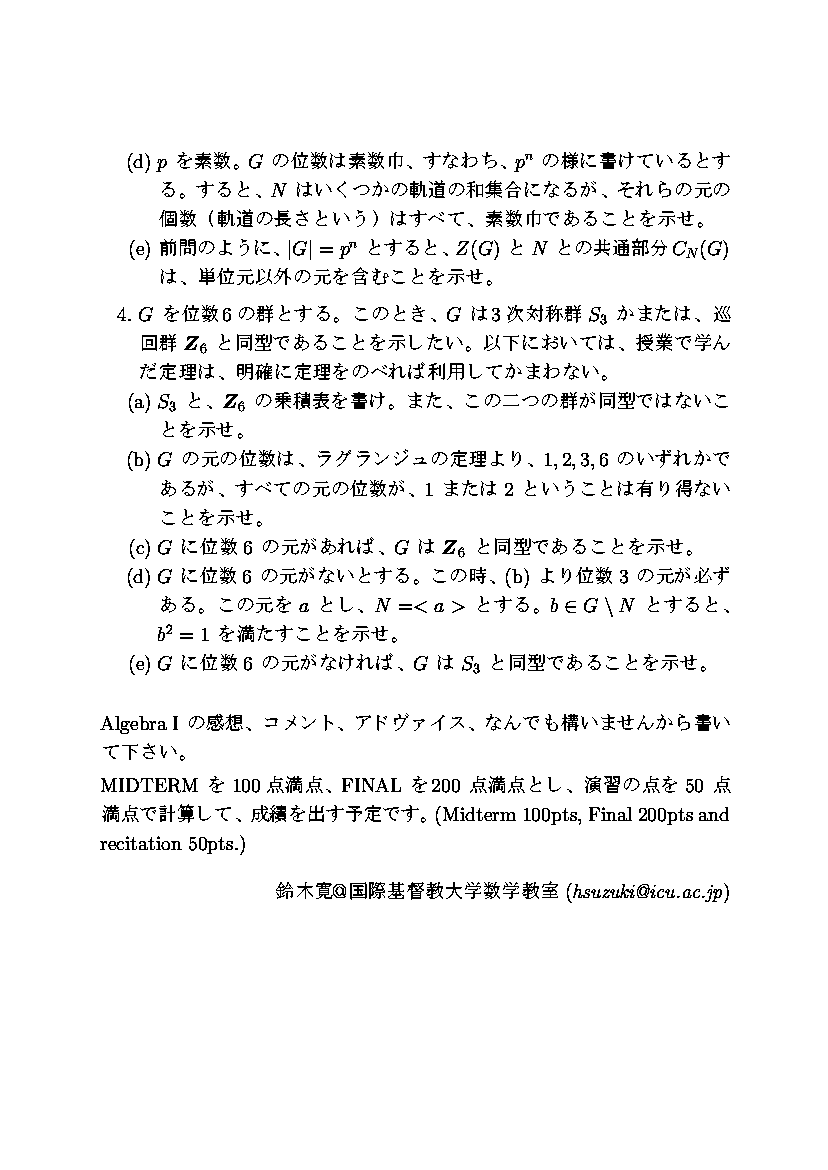 (d) p を素数。G の位数は素数巾、すなわち、pⁿ の様に書けているとす
る。すると、N はいくつかの軌道の和集合になるが、それらの元の
個数（軌道の長さという）はすべて、素数巾であることを示せ。
(e) 前問のように、|G| = pⁿ とすると、Z(G) と N との共通部分 C_N(G)
は、単位元以外の元を含むことを示せ。
4. G を位数 6 の群とする。このとき、G は 3 次対称群 S₃ かまたは、巡
回群 Z₆ と同型であることを示したい。以下においては、授業で学ん
だ定理は、明確に定理をのべれば利用してかまわない。
(a) S₃ と、Z₆ の乗積表を書け。また、この二つの群が同型ではないこ
とを示せ。
(b) G の元の位数は、ラグランジュの定理より、1, 2, 3, 6 のいずれかで
あるが、すべての元の位数が、1 または 2 ということは有り得ない
ことを示せ。
(c) G に位数 6 の元があれば、G は Z₆ と同型であることを示せ。
(d) G に位数 6 の元がないとする。この時、(b) より位数 3 の元が必ず
ある。この元を a とし、N =< a > とする。b ∈ G \ N とすると、
b² = 1 を満たすことを示せ。
(e) G に位数 6 の元がなければ、G は S₃ と同型であることを示せ。
Algebra I の感想、コメント、アドヴァイス、なんでも構いませんから書い
て下さい。
MIDTERM を 100 点満点、FINAL を 200 点満点とし、演習の点を 50 点
満点で計算して、成績を出す予定です。(Midterm 100pts, Final 200pts and
recitation 50pts.)
鈴木寛@国際基督教大学数学教室 (hsuzuki@icu.ac.jp)